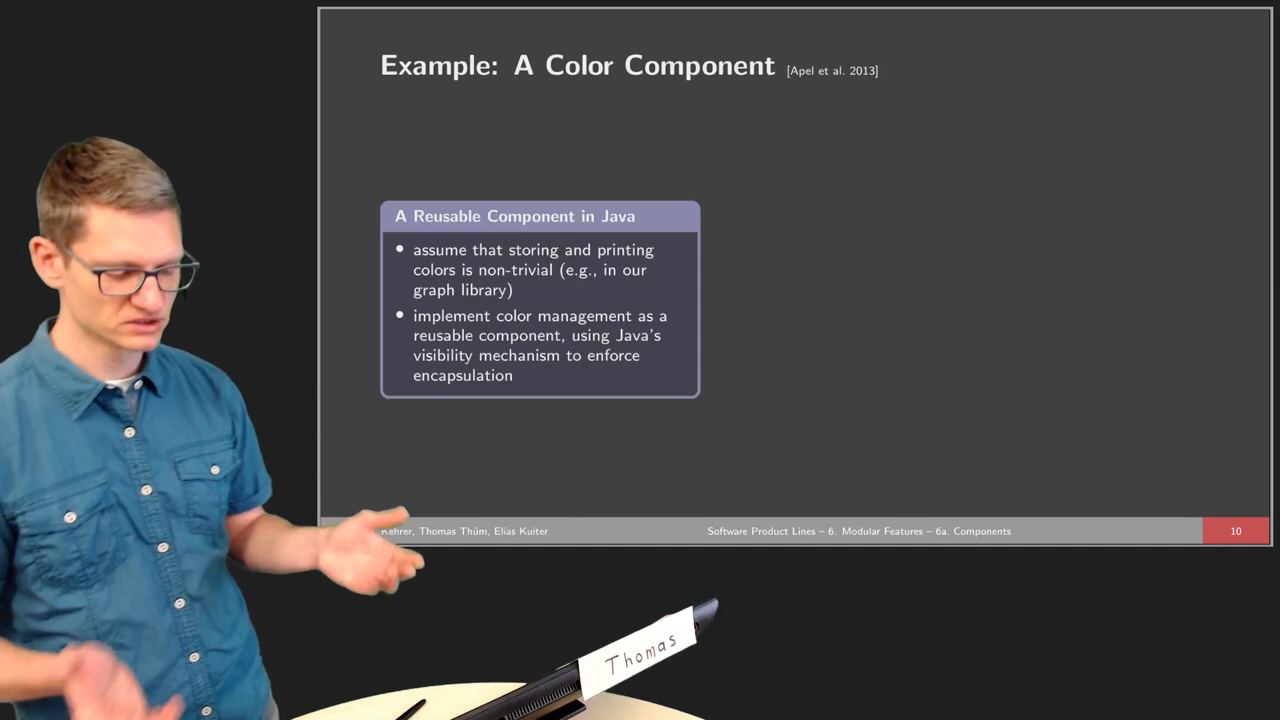 Example: A Color Component [Apel et al. 2013]
A Reusable Component in Java
• assume that storing and printing
colors is non-trivial (e.g., in our
graph library)
• implement color management as a
reusable component, using Java's
visibility mechanism to enforce
encapsulation
Kehrer, Thomas Thüm, Elias Kuiter
Software Product Lines – 6. Modular Features – 6a. Components
10
Thomas